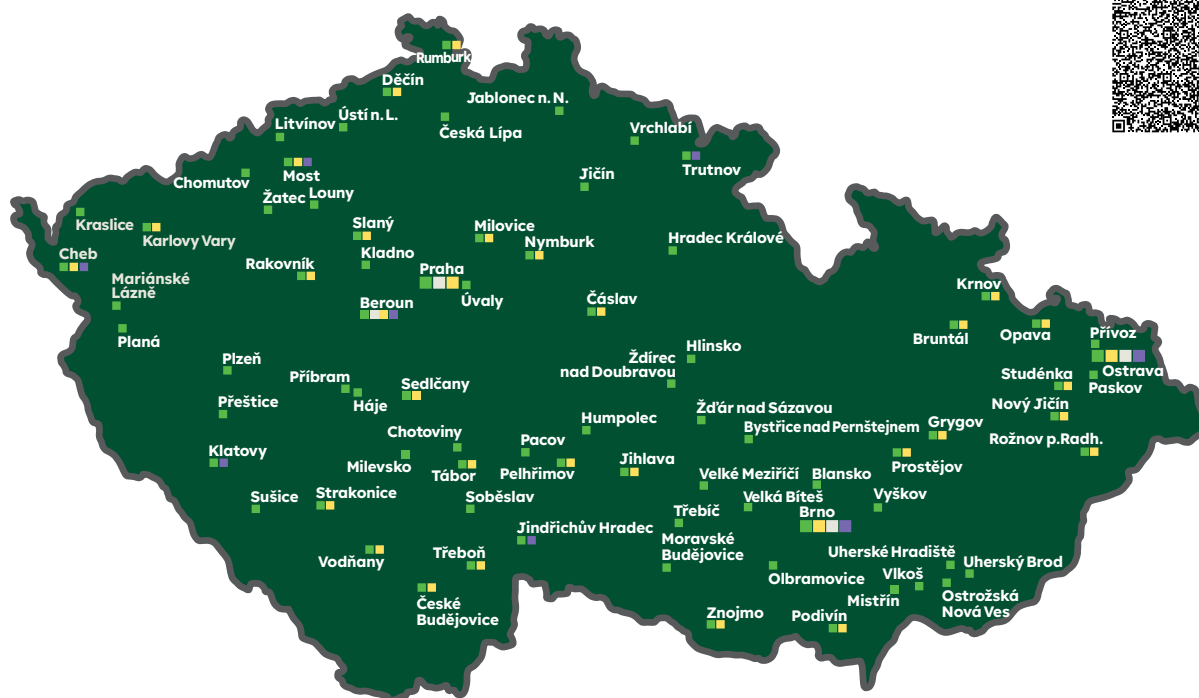 Rumburk
Děčín
Jablonec n. N.
Ústí n. L.
Litvínov
Česká Lípa
Vrchlabí
Most
Trutnov
Chomutov
Jičín
Žatec
Louny
Kraslice
Slaný
Milovice
Karlovy Vary
Nymburk
Hradec Králové
Cheb
Kladno
Rakovník
Praha
Mariánské
Lázně
Krnov
Beroun
Úvaly
Čáslav
Přívoz
Planá
Bruntál
Opava
Hlinsko
Plzeň
Ždírec
nad Doubravou
Ostrava
Studénka
Příbram
Sedlčany
Paskov
Přeštice
Háje
Nový Jičín
Žďár nad Sázavou
Humpolec
Grygov
Bystřice nad Pernštejnem
Chotoviny
Pacov
Rožnov p.Radh.
Klatovy
Milevsko
Jihlava
Prostějov
Tábor
Pelhřimov
Velké Meziříčí
Blansko
Sušice
Strakonice
Soběslav
Velká Bíteš
Vyškov
Třebíč
Brno
Jindřichův Hradec
Moravské
Budějovice
Třeboň
Uherské Hradiště
Vodňany
Uherský Brod
Olbramovice
Vlkoš
Mistřín
Ostrožská
Nová Ves
České
Budějovice
Znojmo
Podivín